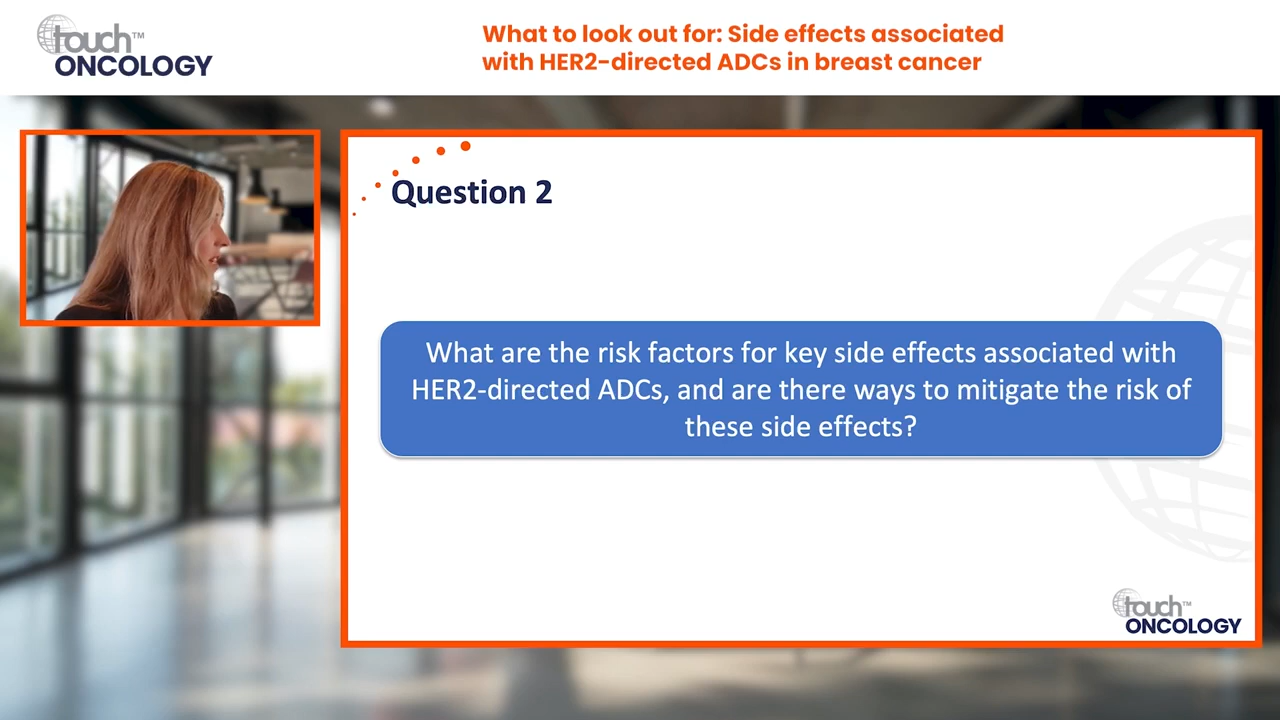 touch™
ONCOLOGY
What to look out for: Side effects associated
with HER2-directed ADCs in breast cancer
Question 2
What are the risk factors for key side effects associated with
HER2-directed ADCs, and are there ways to mitigate the risk of
these side effects?
touch™
ONCOLOGY